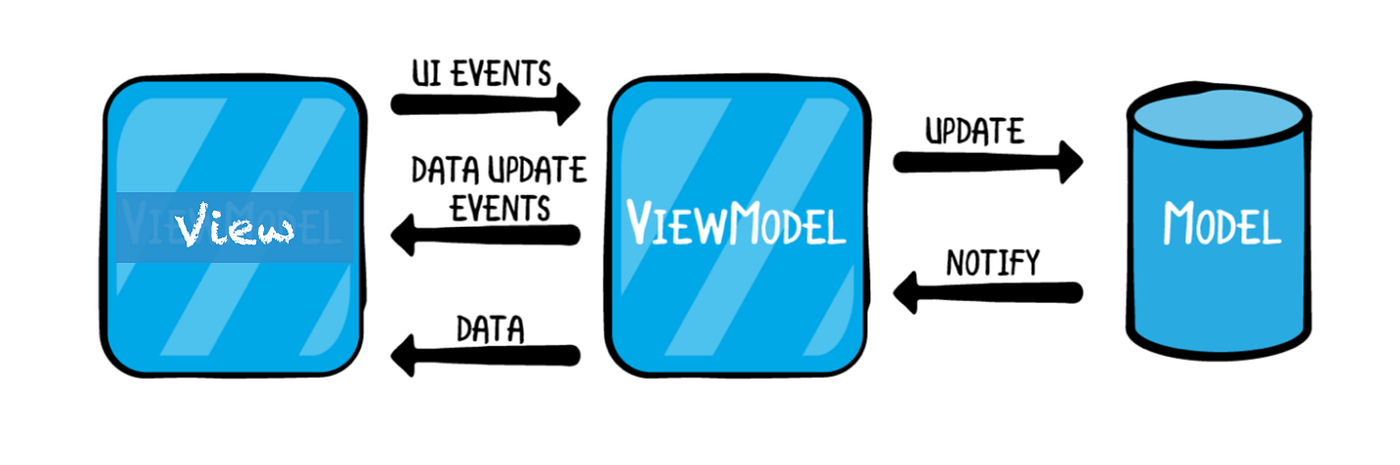 UI EVENTS
DATA UPDATE
EVENTS
DATA
View
VIEWMODEL
UPDATE
NOTIFY
MODEL